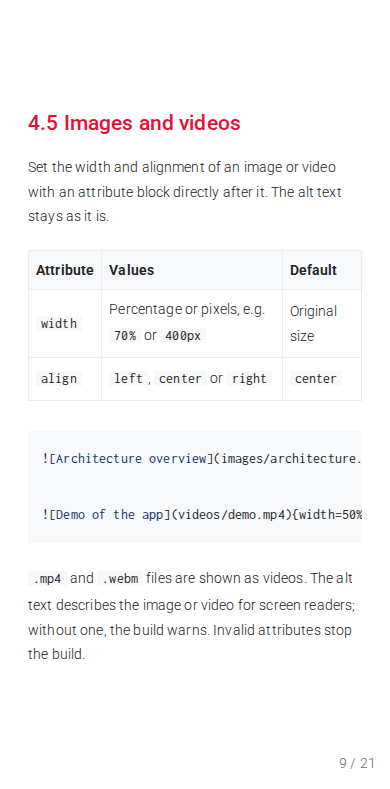 4.5 Images and videos
Set the width and alignment of an image or video
with an attribute block directly after it. The alt text
stays as it is.
Attribute Values Default
width Percentage or pixels, e.g. 70% or 400px Original size
align left, center or right center
![Architecture overview](images/architecture.
![Demo of the app](videos/demo.mp4){width=50%
.mp4 and .webm files are shown as videos. The alt
text describes the image or video for screen readers;
without one, the build warns. Invalid attributes stop
the build.
9 / 21